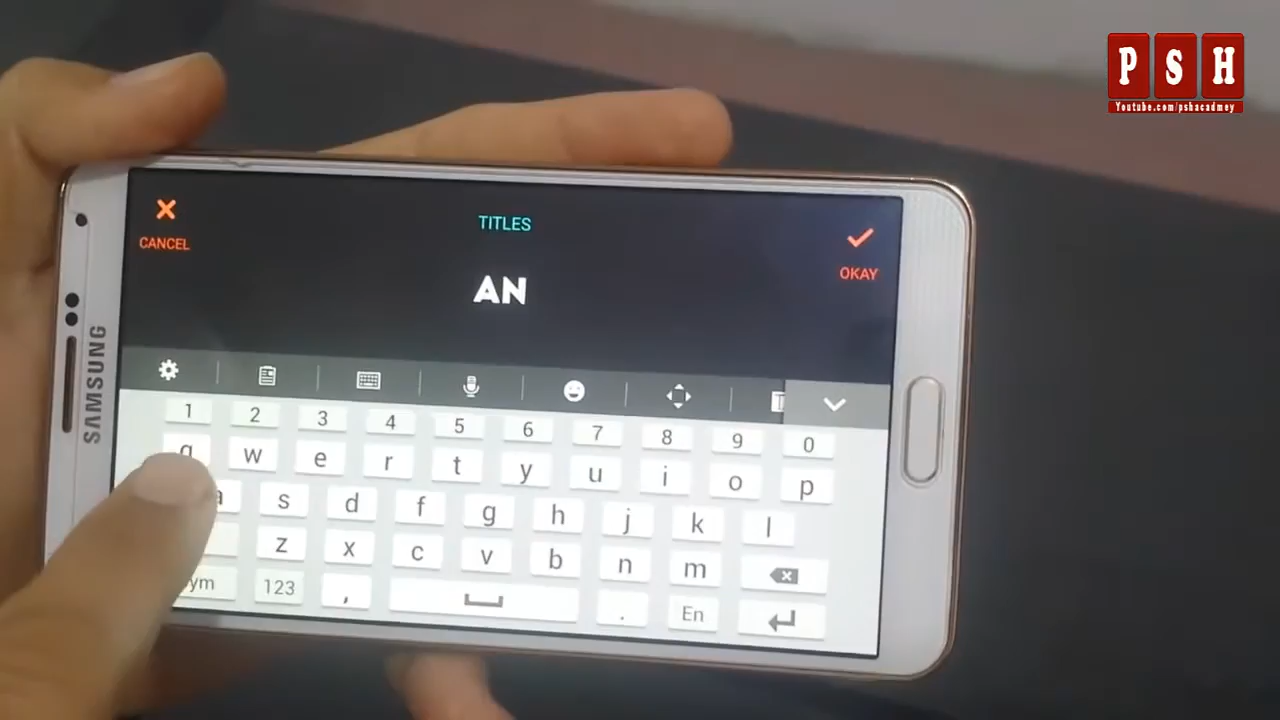 P S H
Youtube.com/pshacadmey
CANCEL
TITLES
OKAY
AN
SAMSUNG
1 2 3 4 5 6 7 8 9 0
q w e r t y u i o p
a s d f g h j k l
z x c v b n m
ym 123 , . En